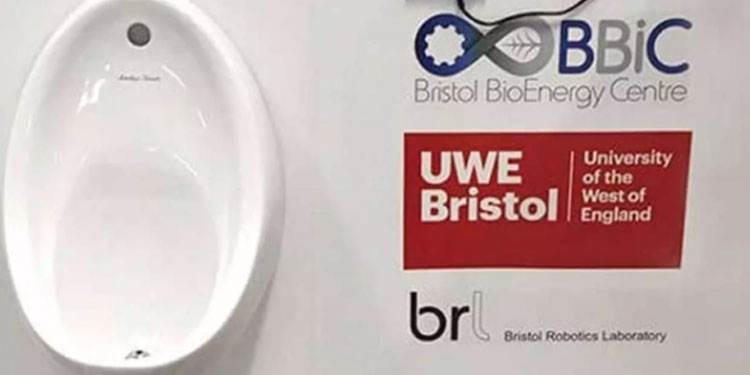 BBiC
Bristol BioEnergy Centre
UWE
Bristol
University
of the
West of
England
brl
Bristol Robotics Laboratory